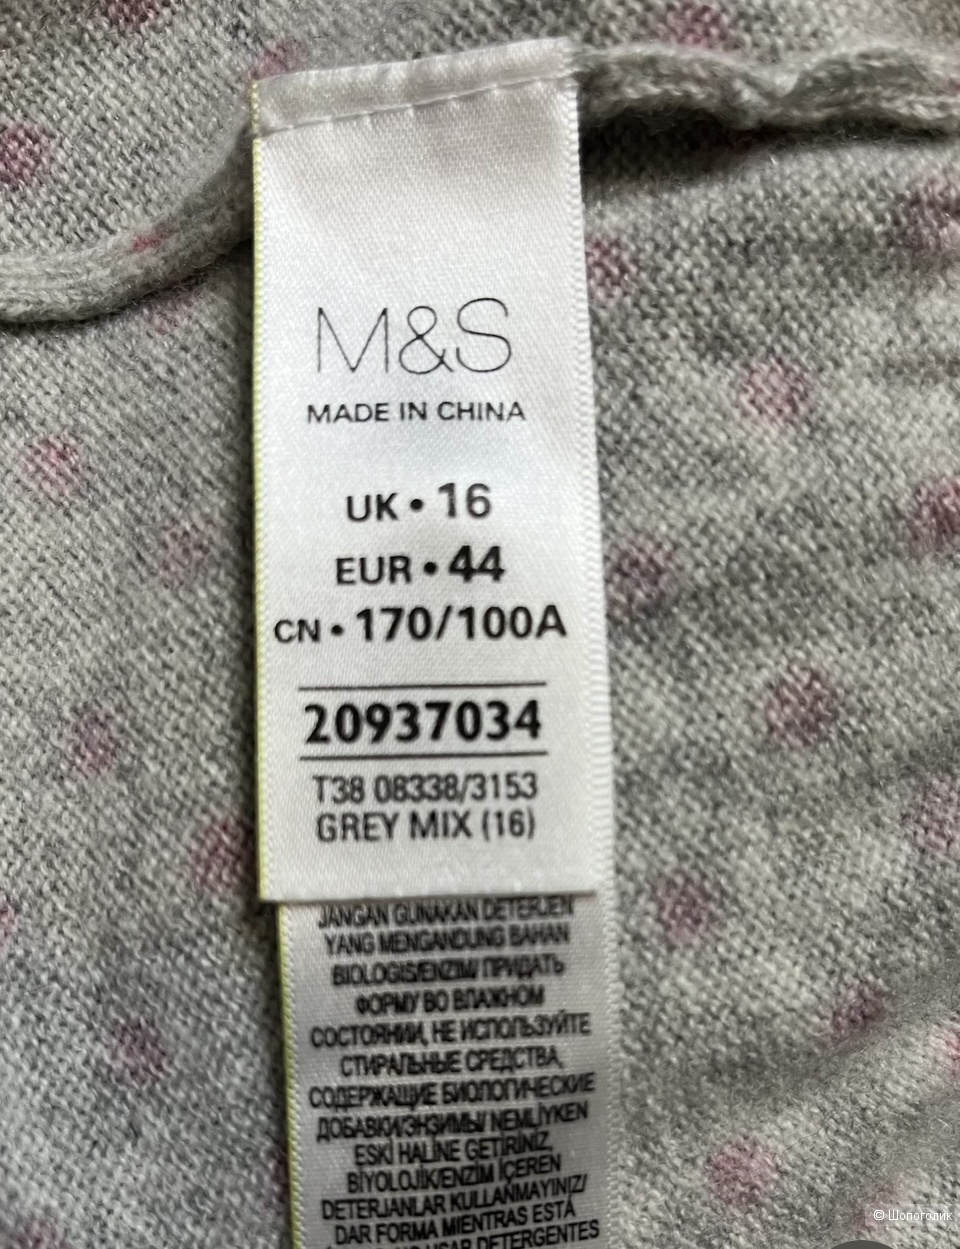 M&S
MADE IN CHINA
UK • 16
EUR • 44
CN • 170/100A
20937034
T38 08338/3153
GREY MIX (16)
JANGAN GUNAKAN DETERJEN
YANG MENGANDUNG BAHAN
BIOLOGIS/ENZIM/ ПРИДАТЬ
ФОРМУ ВО ВЛАЖНОМ
СОСТОЯНИИ, НЕ ИСПОЛЬЗУЙТЕ
СТИРАЛЬНЫЕ СРЕДСТВА,
СОДЕРЖАЩИЕ БИОЛОГИЧЕСКИЕ
ДОБАВКИ/ЭНЗИМЫ/ NEMLİYKEN
ESKİ HALİNE GETİRİNİZ,
BİYOLOJİK/ENZİM İÇEREN
DETERJANLAR KULLANMAYINIZ/
DAR FORMA MIENTRAS ESTÁ
USAR DETERGENTES
© Шопоголик